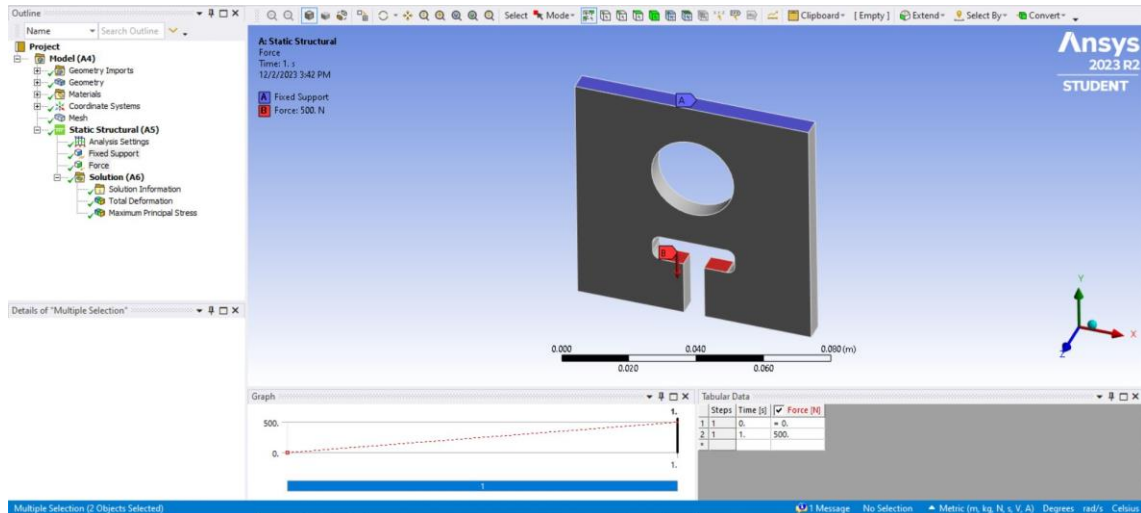 Outline
Name
Search Outline
Project
Model (A4)
Geometry Imports
Geometry
Materials
Coordinate Systems
Mesh
Static Structural (A5)
Analysis Settings
Fixed Support
Force
Solution (A6)
Solution Information
Total Deformation
Maximum Principal Stress
Details of "Multiple Selection"
Select Mode Clipboard [Empty] Extend Select By Convert
A: Static Structural
Force
Time: 1. s
12/2/2023 3:42 PM
A Fixed Support
B Force: 500. N
Ansys
2023 R2
STUDENT
A
B
Y
X
Z
0.000 0.040 0.080 (m)
0.020 0.060
Graph
1.
500.
0.
1.
1
Tabular Data
Steps Time [s] Force [N]
1 1 0. = 0.
2 1 1. 500.
*
Multiple Selection (2 Objects Selected) 1 Message No Selection Metric (m, kg, N, s, V, A) Degrees rad/s Celsius